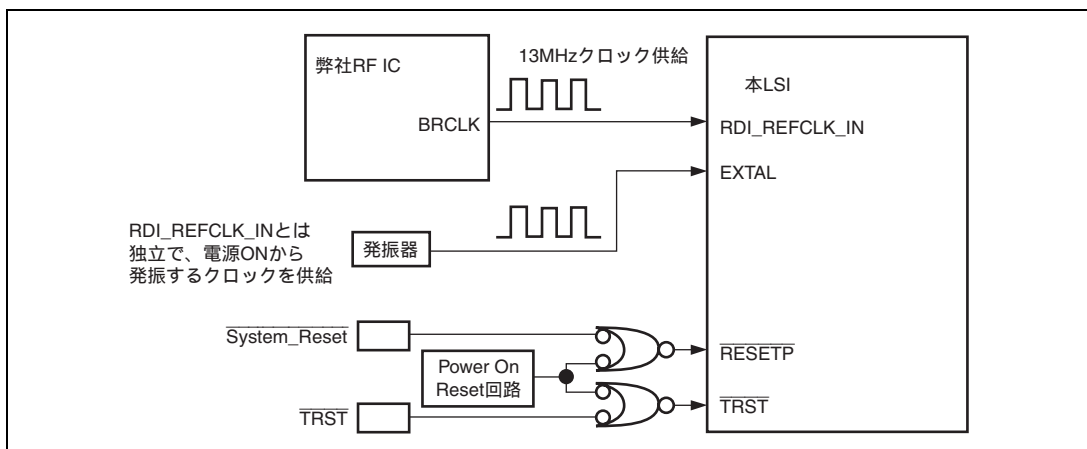 弊社RF IC
13MHzクロック供給
本LSI
BRCLK
RDI_REFCLK_IN
EXTAL
RDI_REFCLK_INとは
独立で、電源ONから
発振するクロックを供給
発振器
System_Reset
Power On
Reset回路
RESETP
TRST
TRST